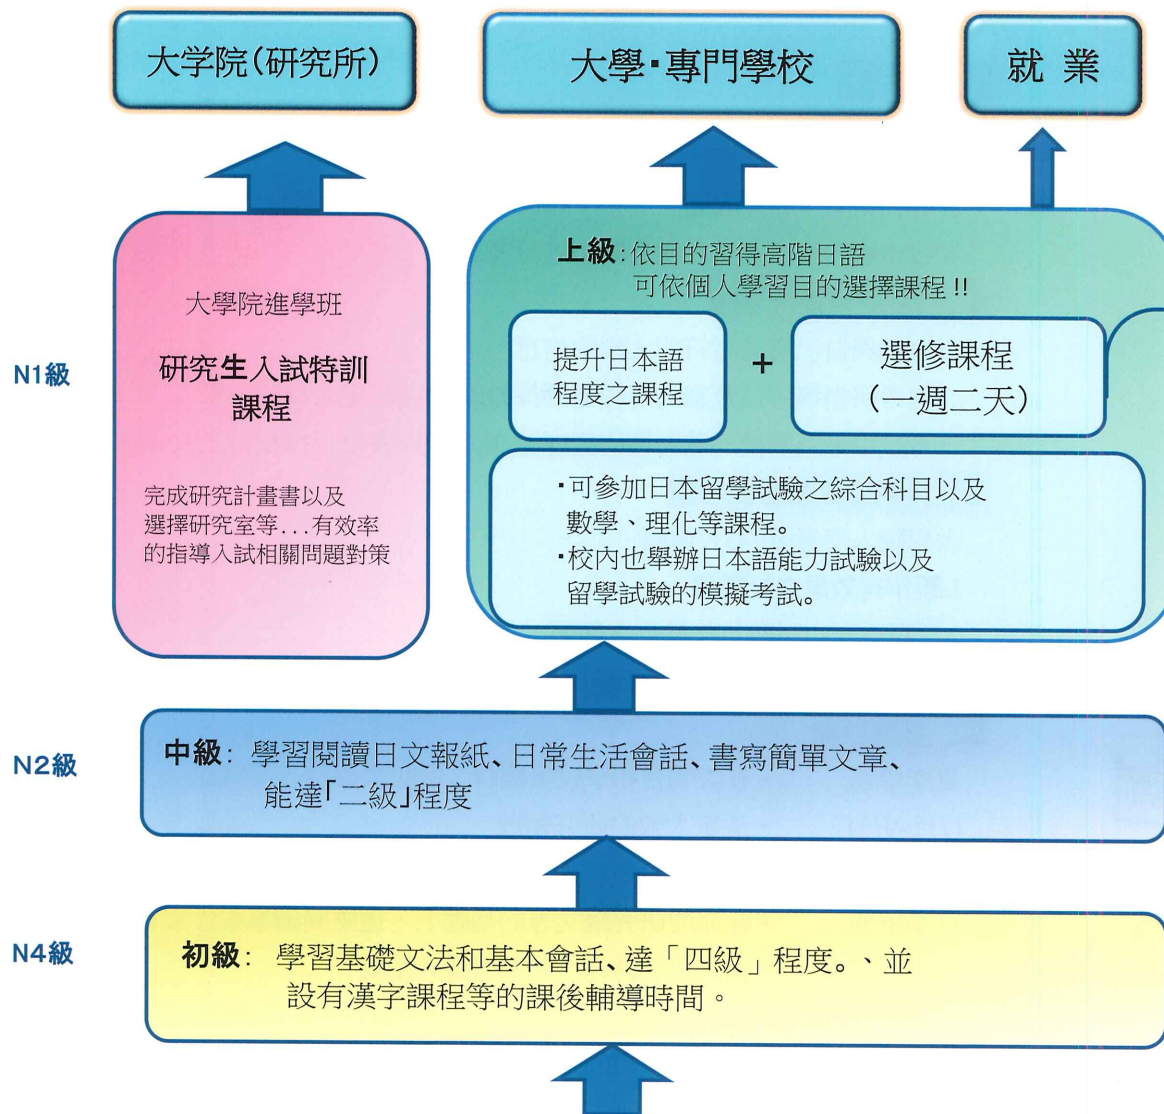 大学院(研究所)
大學▪專門學校
就 業
N1級
大學院進學班
研究生入試特訓
課程
完成研究計畫書以及
選擇研究室等...有效率
的指導入試相關問題對策
上級:依目的習得高階日語
可依個人學習目的選擇課程!!
提升日本語
程度之課程
+
選修課程
(一週二天)
▪可參加日本留學試驗之綜合科目以及
數學、理化等課程。
▪校内也舉辦日本語能力試驗以及
留學試驗的模擬考試。
N2級
中級: 學習閱讀日文報紙、日常生活會話、書寫簡單文章、
能達「二級」程度
N4級
初級: 學習基礎文法和基本會話、達「四級」程度。、並
設有漢字課程等的課後輔導時間。